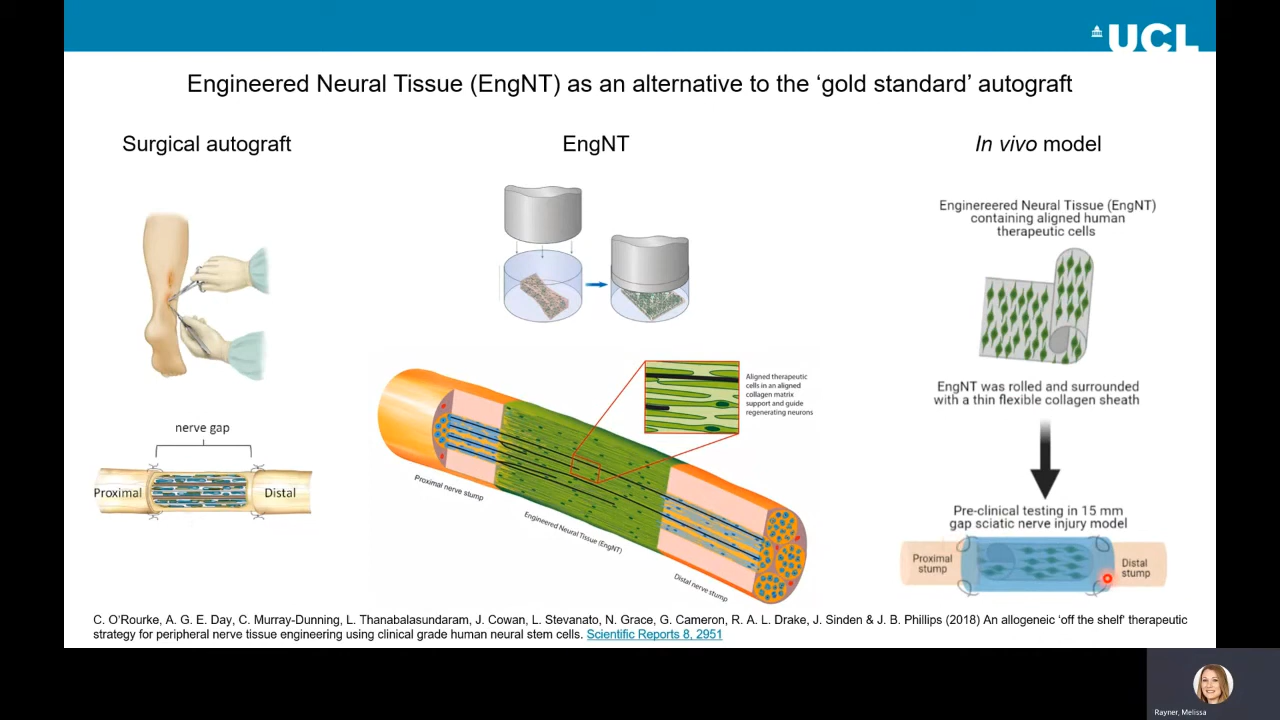 UCL
Engineered Neural Tissue (EngNT) as an alternative to the ‘gold standard’ autograft
Surgical autograft
nerve gap
Proximal
Distal
EngNT
Aligned therapeutic
cells in an aligned
collagen matrix
support and guide
regenerating neurons
Proximal nerve stump
Engineered Neural Tissue (EngNT)
Distal nerve stump
In vivo model
Enginereered Neural Tissue (EngNT)
containing aligned human
therapeutic cells
EngNT was rolled and surrounded
with a thin flexible collagen sheath
Pre-clinical testing in 15 mm
gap sciatic nerve injury model
Proximal
stump
Distal
stump
C. O’Rourke, A. G. E. Day, C. Murray-Dunning, L. Thanabalasundaram, J. Cowan, L. Stevanato, N. Grace, G. Cameron, R. A. L. Drake, J. Sinden & J. B. Phillips (2018) An allogeneic ‘off the shelf’ therapeutic
strategy for peripheral nerve tissue engineering using clinical grade human neural stem cells. Scientific Reports 8, 2951
Rayner, Melissa